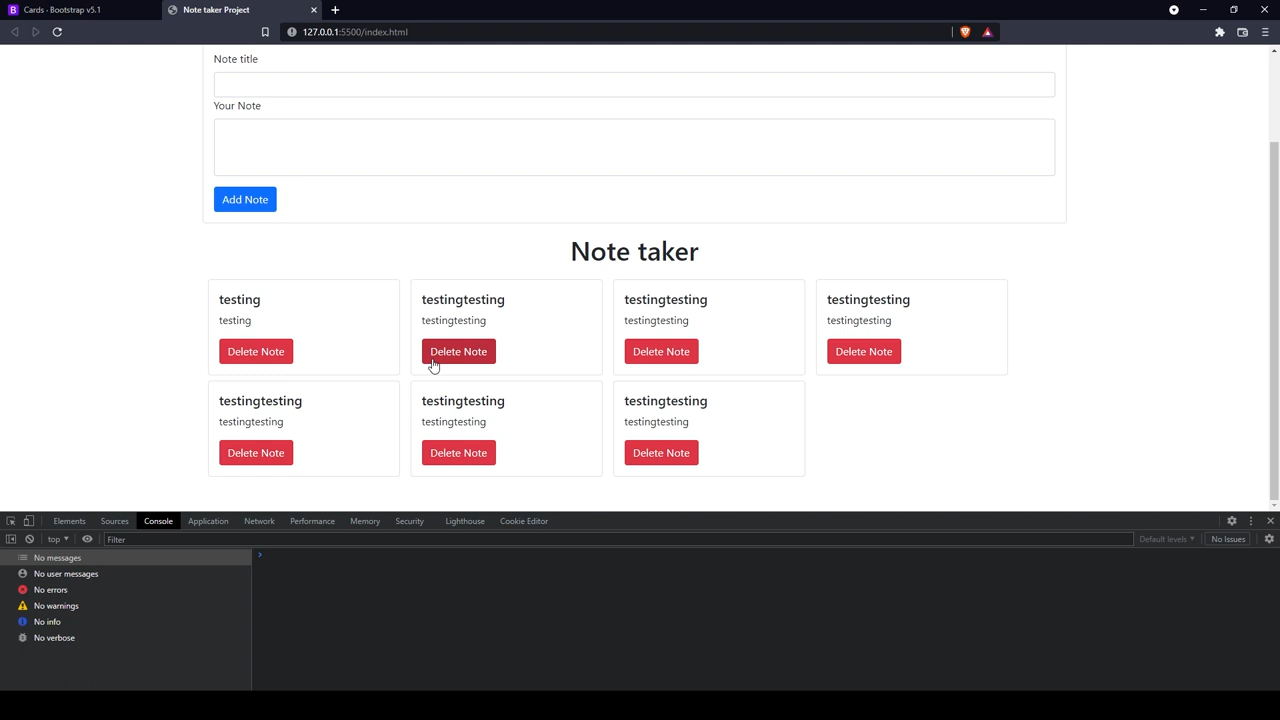 Cards · Bootstrap v5.1
Note taker Project
127.0.0.1:5500/index.html
Note title
Your Note
Add Note
Note taker
testing testingtesting testingtesting testingtesting
testing testingtesting testingtesting testingtesting
Delete Note Delete Note Delete Note Delete Note
testingtesting testingtesting testingtesting
testingtesting testingtesting testingtesting
Delete Note Delete Note Delete Note
Elements Sources Console Application Network Performance Memory Security Lighthouse Cookie Editor
top Filter Default levels No Issues
No messages
No user messages
No errors
No warnings
No info
No verbose